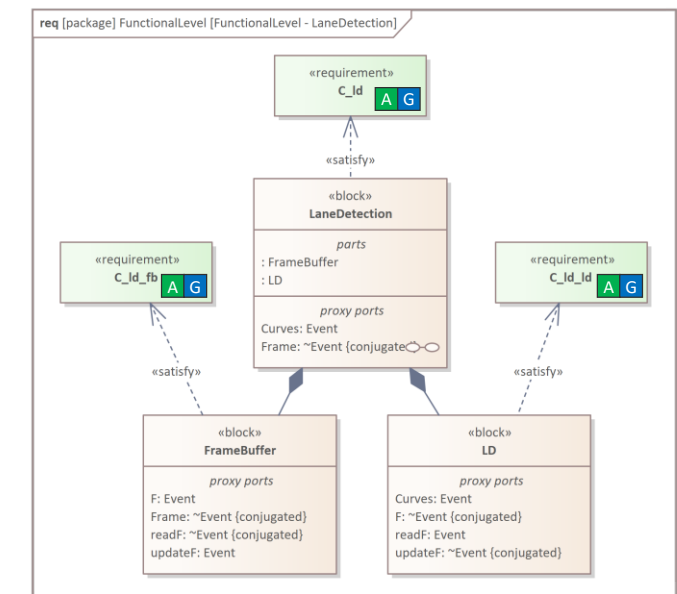 req [package] FunctionalLevel [FunctionalLevel - LaneDetection]
«requirement»
C_ld
A G
«satisfy»
«block»
LaneDetection
parts
: FrameBuffer
: LD
proxy ports
Curves: Event
Frame: ~Event {conjugated}
«requirement»
C_ld_fb
A G
«requirement»
C_ld_ld
A G
«satisfy»
«satisfy»
«block»
FrameBuffer
proxy ports
F: Event
Frame: ~Event {conjugated}
readF: ~Event {conjugated}
updateF: Event
«block»
LD
proxy ports
Curves: Event
F: ~Event {conjugated}
readF: Event
updateF: ~Event {conjugated}